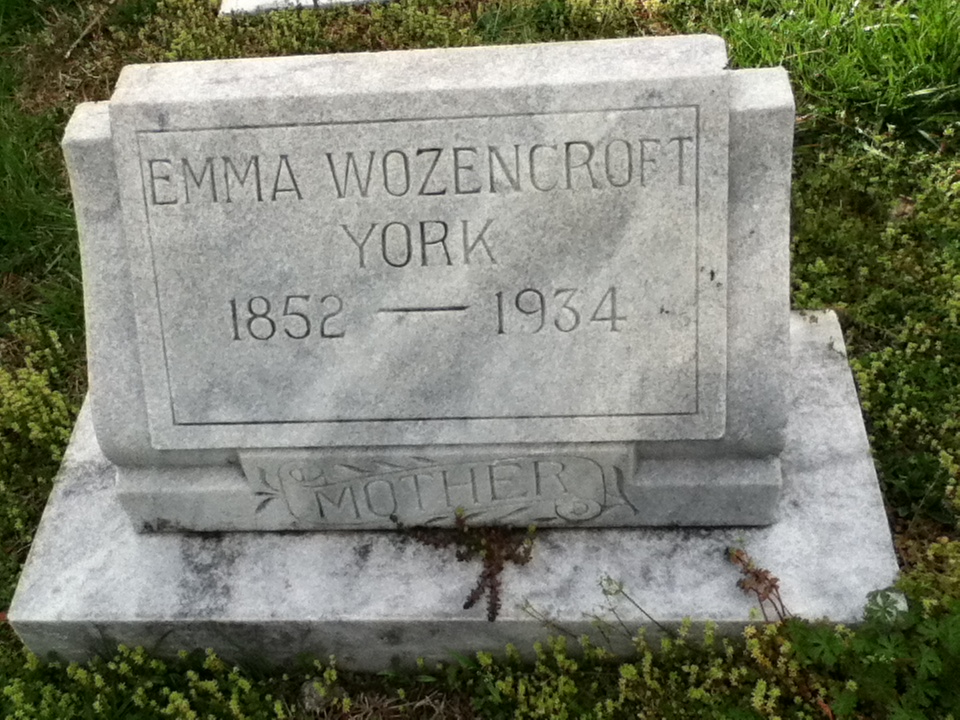 EMMA WOZENCROFT
YORK
1852 — 1934
MOTHER